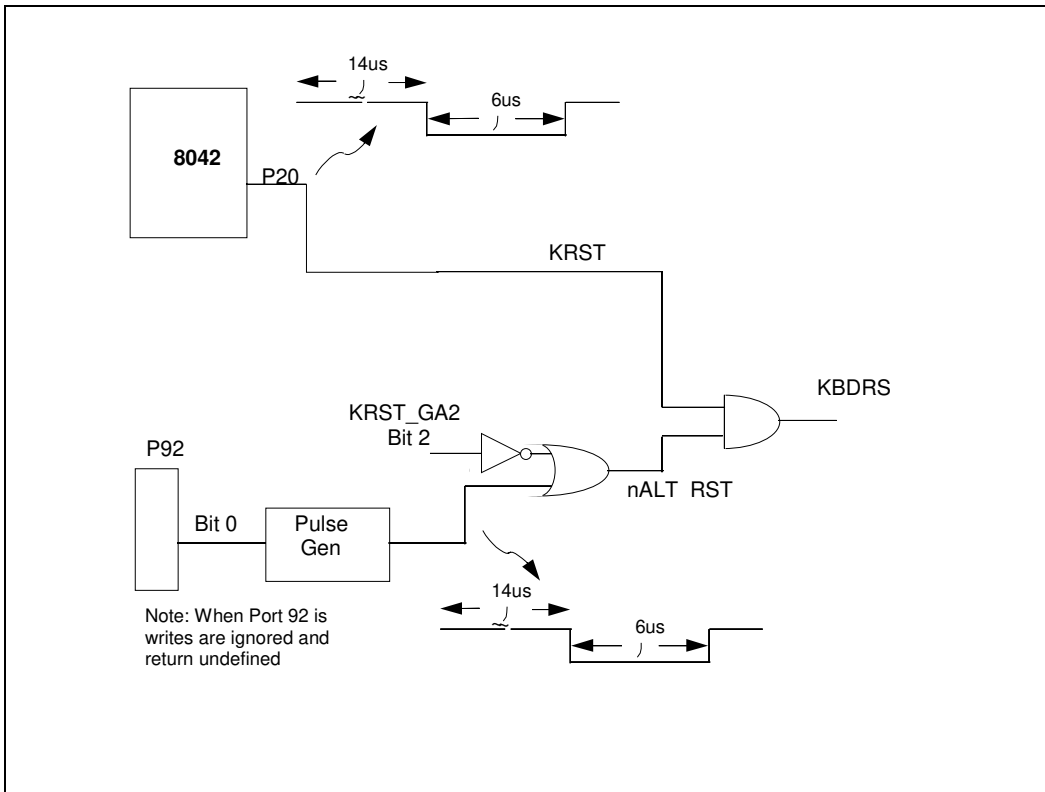 14us
6us
8042
P20
KRST
KBDRS
KRST_GA2
Bit 2
P92
nALT RST
Bit 0
Pulse
Gen
14us
6us
Note: When Port 92 is
writes are ignored and
return undefined